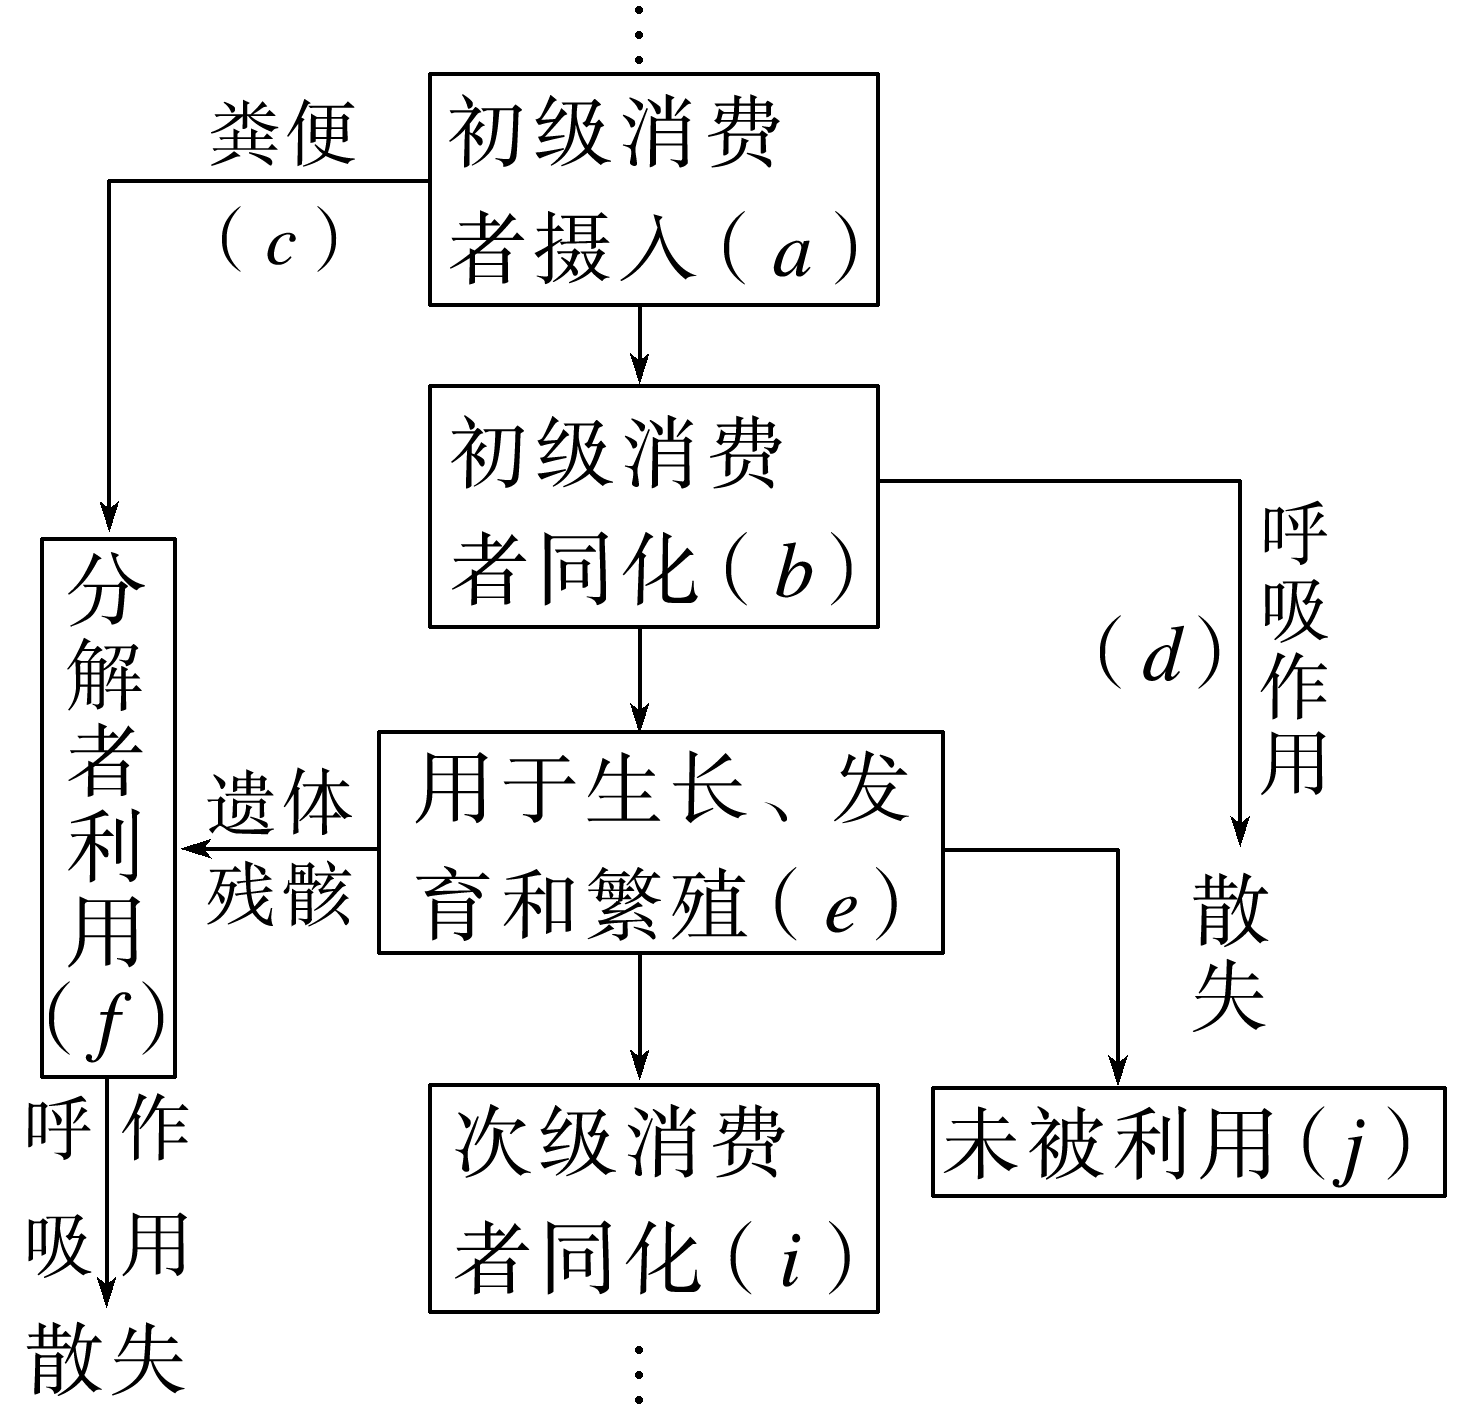 粪便
(c)
初级消费
者摄入(a)
初级消费
者同化(b)
呼吸作用
(d)
散失
分解者利用
(f)
遗体
残骸
用于生长、发
育和繁殖(e)
呼吸作用
散失
次级消费
者同化(i)
未被利用(j)